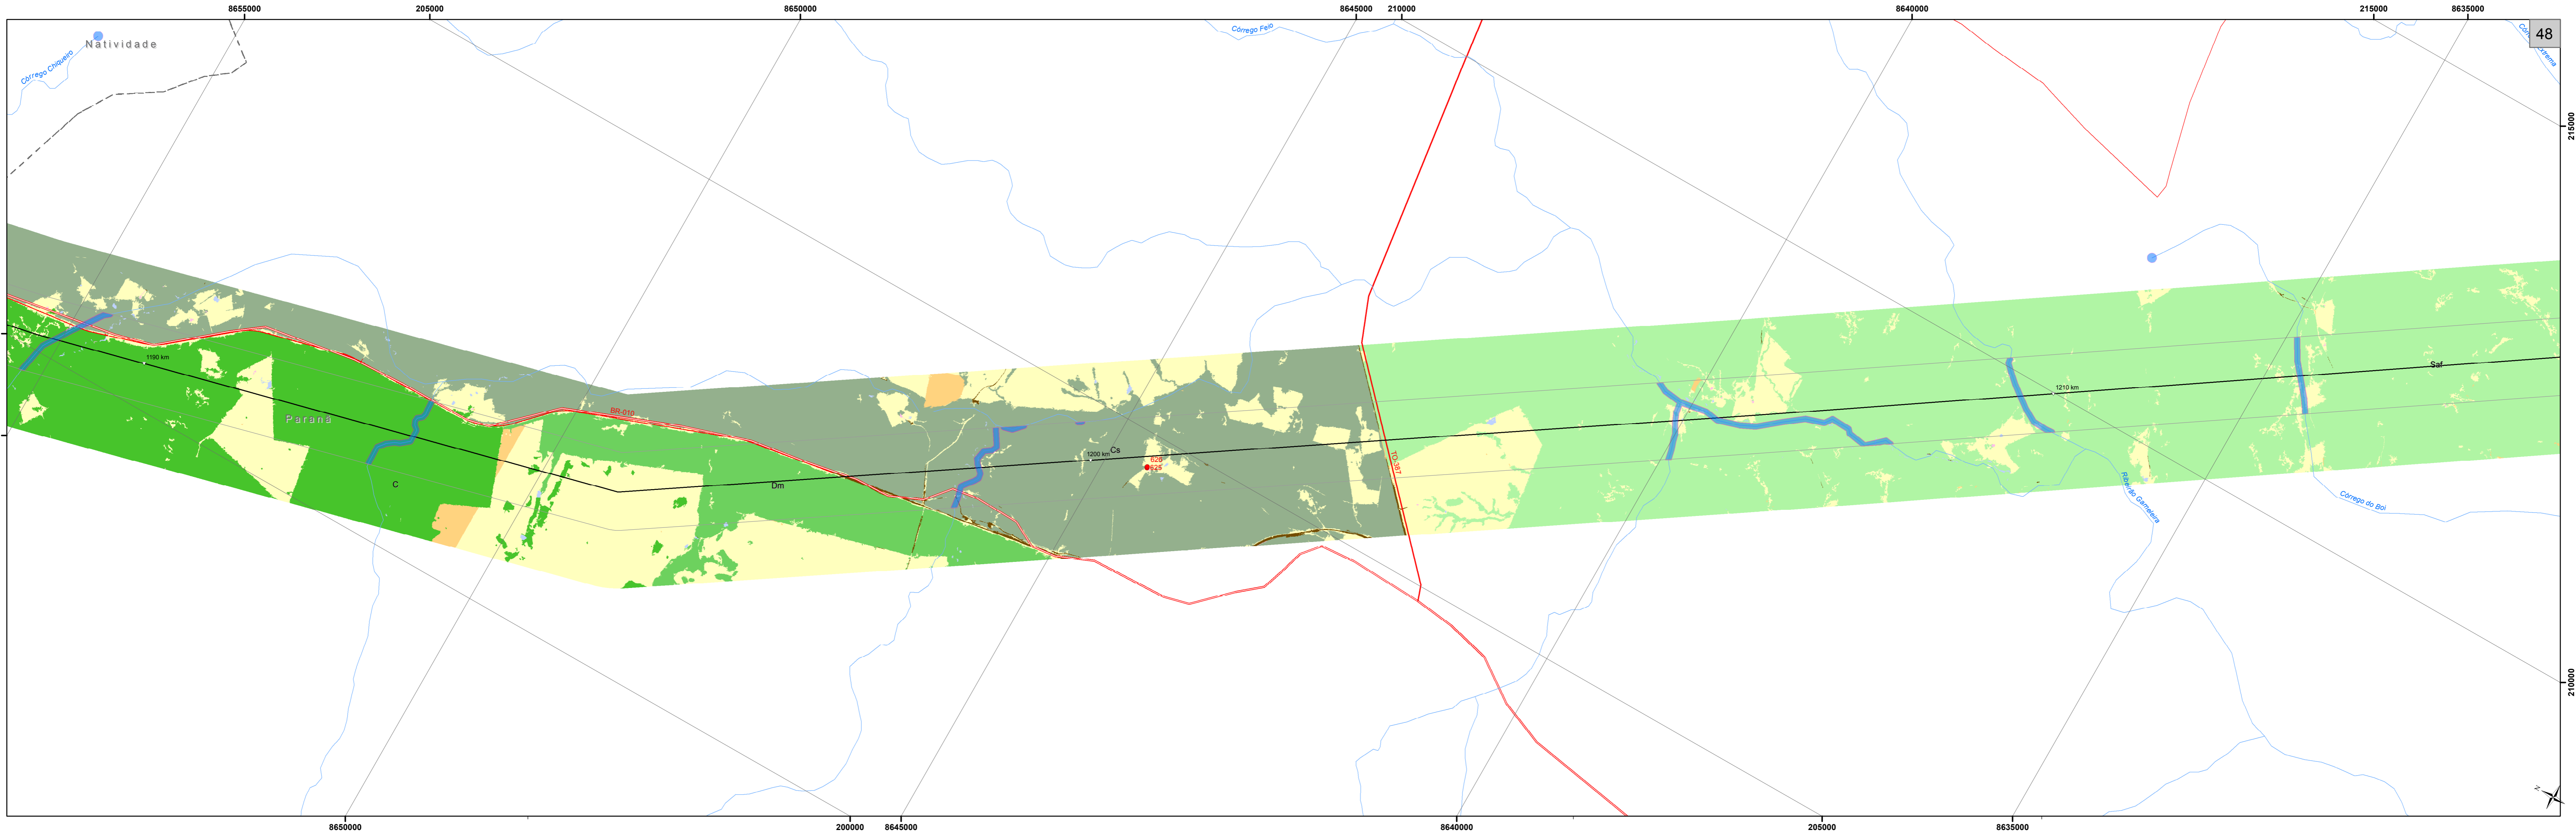 8655000
205000
8650000
8645000
210000
8640000
215000
8635000
48
Natividade
Córrego Chiqueiro
Córrego Feio
215000
1190 km
Paranã
BR-010
C
Dm
1200 km
Cs
626
625
TO-387
1210 km
Saf
Ribeirão Gameleira
Córrego do Boi
210000
N
8650000
200000
8645000
8640000
205000
8635000